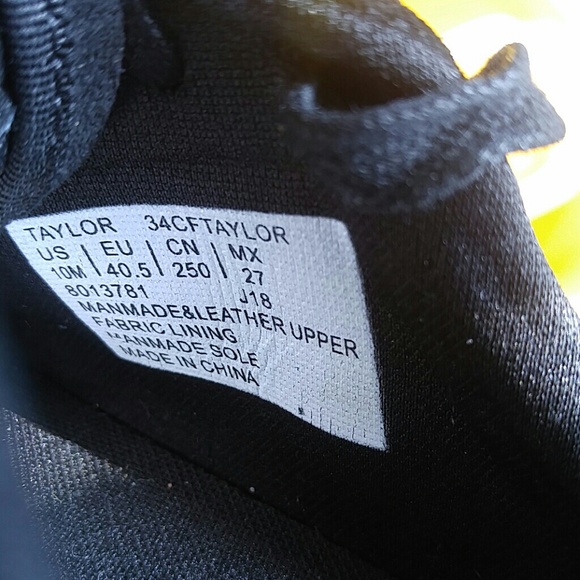 TAYLOR 34CFTAYLOR
US | EU | CN | MX
10M | 40.5 | 250 | 27
8013781 J18
MANMADE&LEATHER UPPER
FABRIC LINING
MANMADE SOLE
MADE IN CHINA